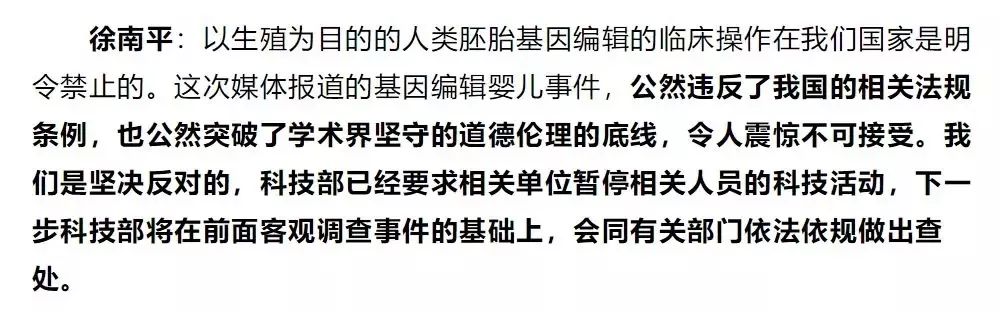 徐南平：以生殖为目的的人类胚胎基因编辑的临床操作在我们国家是明
令禁止的。这次媒体报道的基因编辑婴儿事件，公然违反了我国的相关法规
条例，也公然突破了学术界坚守的道德伦理的底线，令人震惊不可接受。我
们是坚决反对的，科技部已经要求相关单位暂停相关人员的科技活动，下一
步科技部将在前面客观调查事件的基础上，会同有关部门依法依规做出查
处。